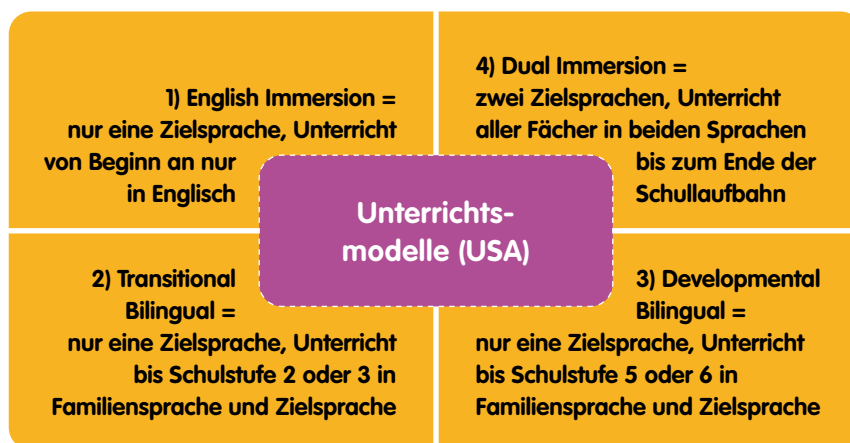 1) English Immersion =
nur eine Zielsprache, Unterricht
von Beginn an nur
in Englisch
4) Dual Immersion =
zwei Zielsprachen, Unterricht
aller Fächer in beiden Sprachen
bis zum Ende der
Schullaufbahn
Unterrichts-
modelle (USA)
2) Transitional
Bilingual =
nur eine Zielsprache, Unterricht
bis Schulstufe 2 oder 3 in
Familiensprache und Zielsprache
3) Developmental
Bilingual =
nur eine Zielsprache, Unterricht
bis Schulstufe 5 oder 6 in
Familiensprache und Zielsprache